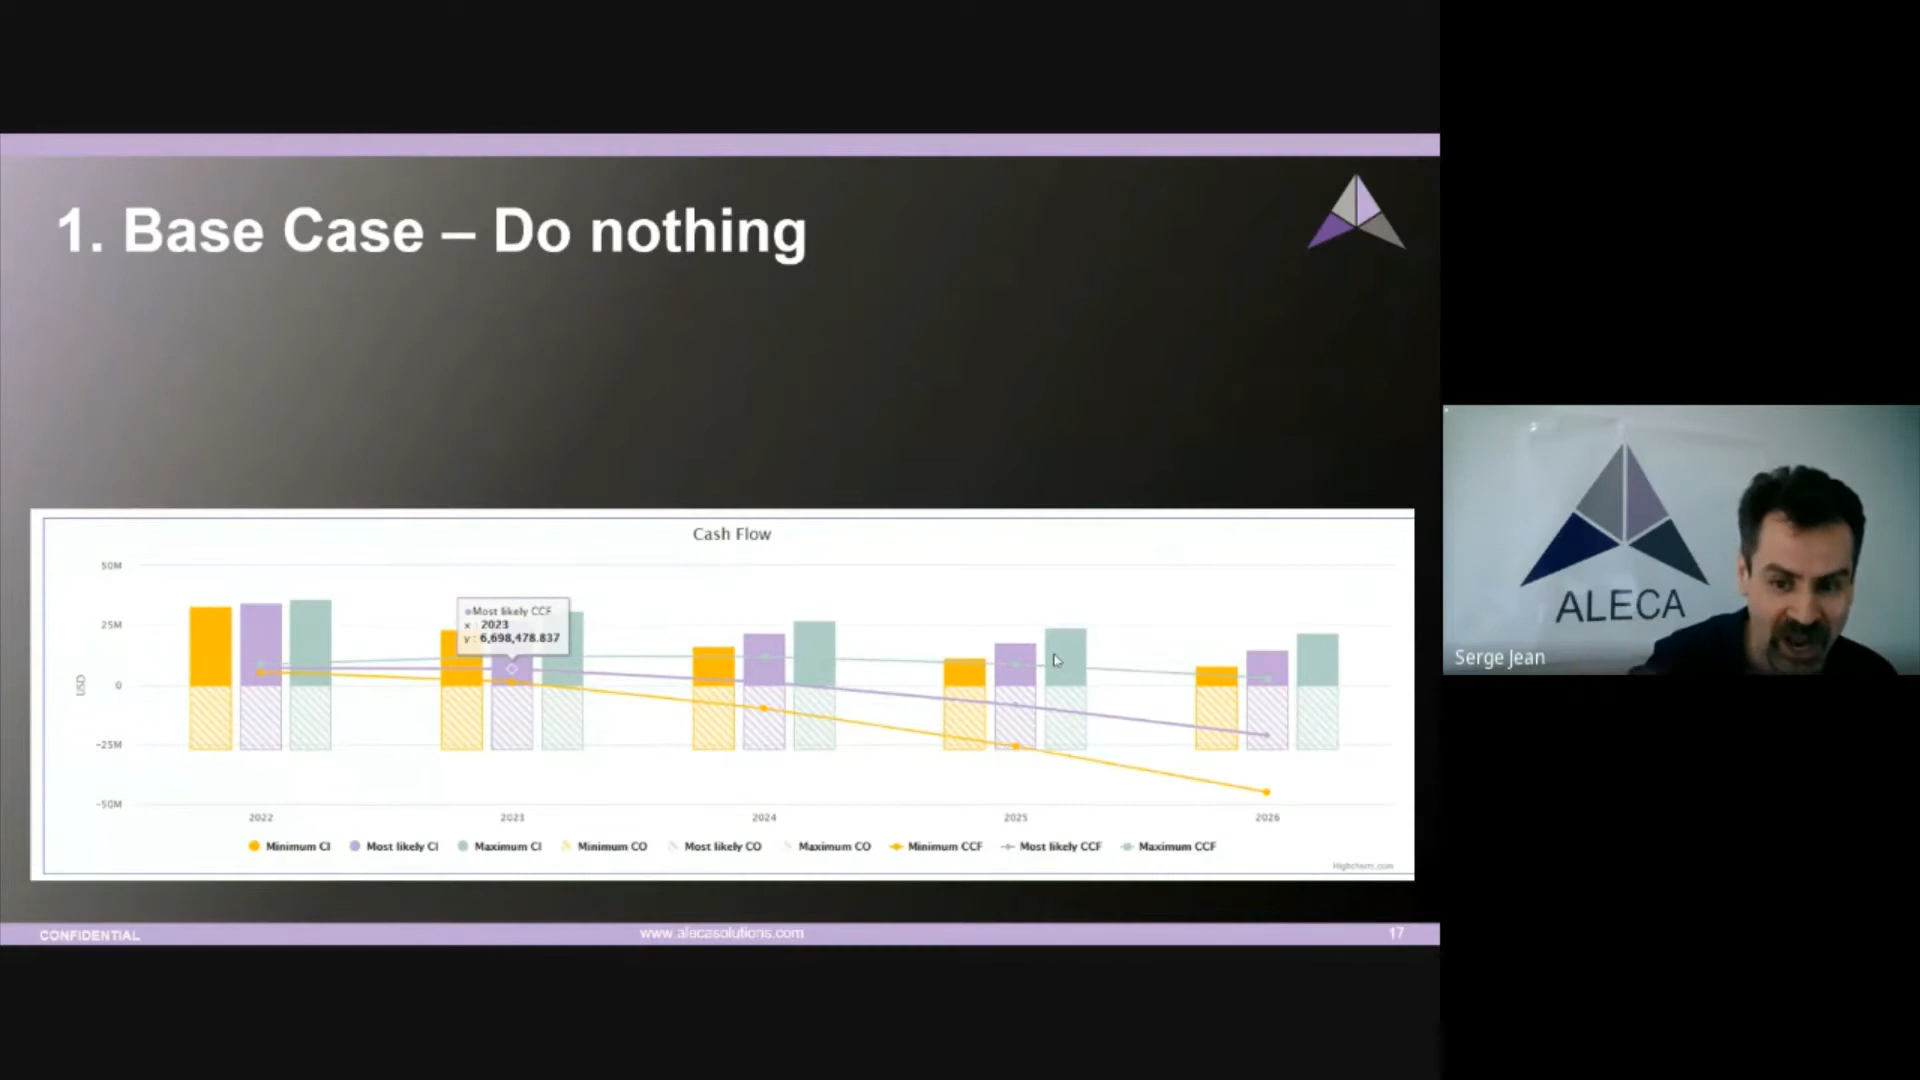 1. Base Case – Do nothing
Cash Flow
50M
25M
0
-25M
-50M
USD
Most likely CCF
x : 2023
y : 6,698,478.837
2022 2023 2024 2025 2026
Minimum CI Most likely CI Maximum CI Minimum CO Most likely CO Maximum CO Minimum CCF Most likely CCF Maximum CCF
Highcharts.com
CONFIDENTIAL www.alecasolutions.com 17
ALECA
Serge Jean